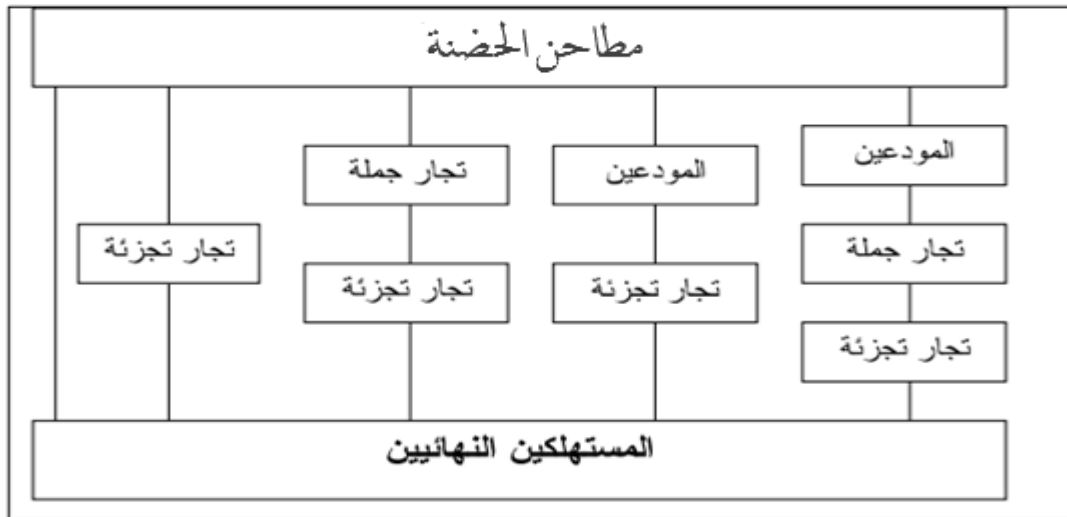 مطاحن الحضنة
المودعين
تجار جملة
تجار تجزئة
المودعين
تجار تجزئة
تجار جملة
تجار تجزئة
تجار تجزئة
المستهلكين النهائيين